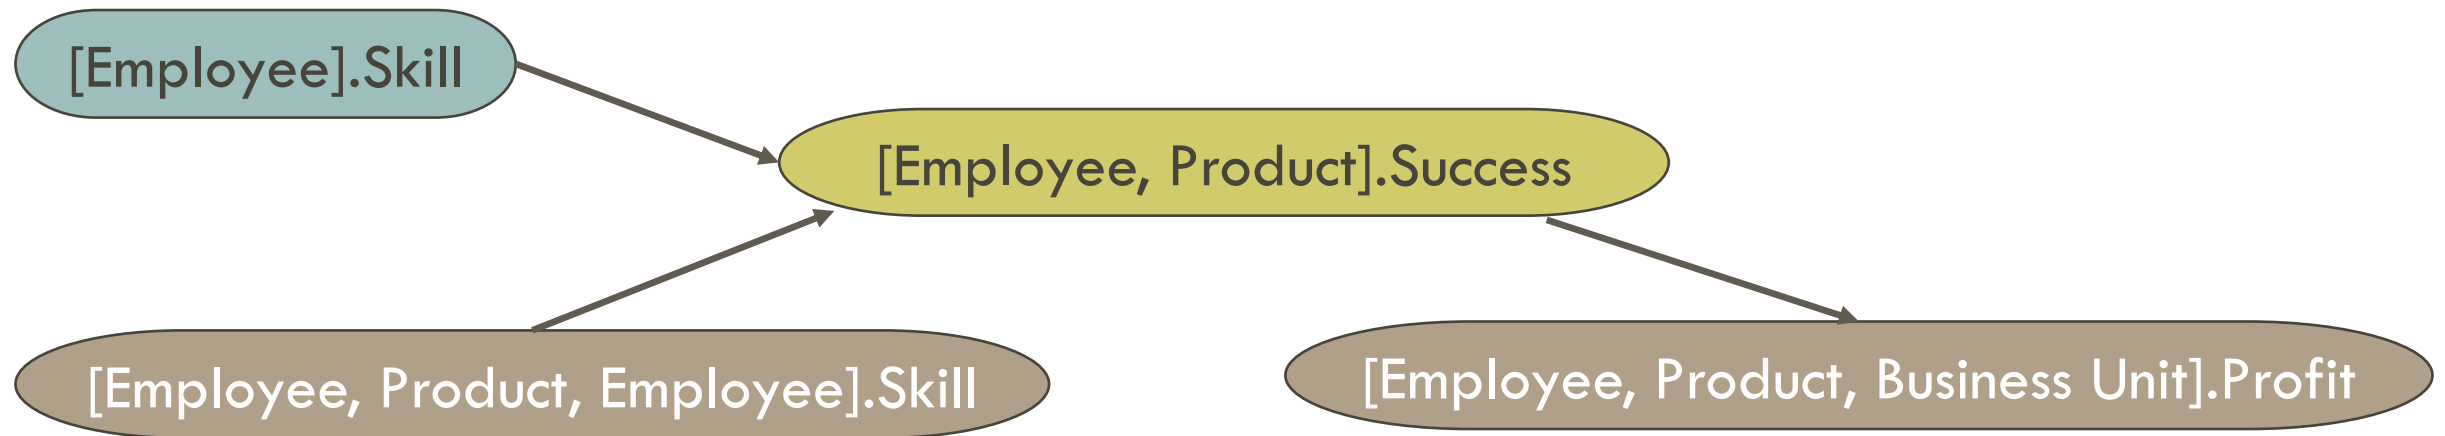 [Employee].Skill
[Employee, Product].Success
[Employee, Product, Employee].Skill
[Employee, Product, Business Unit].Profit